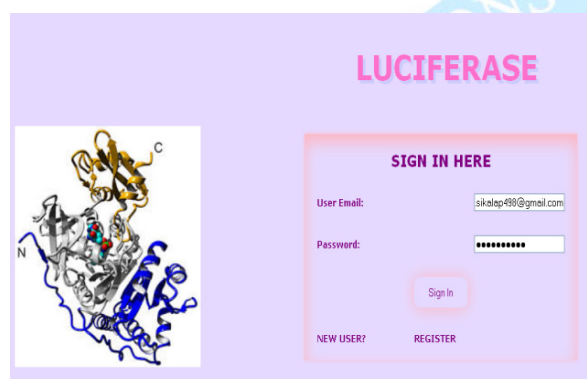 LUCIFERASE
C
N
SIGN IN HERE
User Email: sikalap498@gmail.com
Password: ••••••••••
Sign In
NEW USER? REGISTER